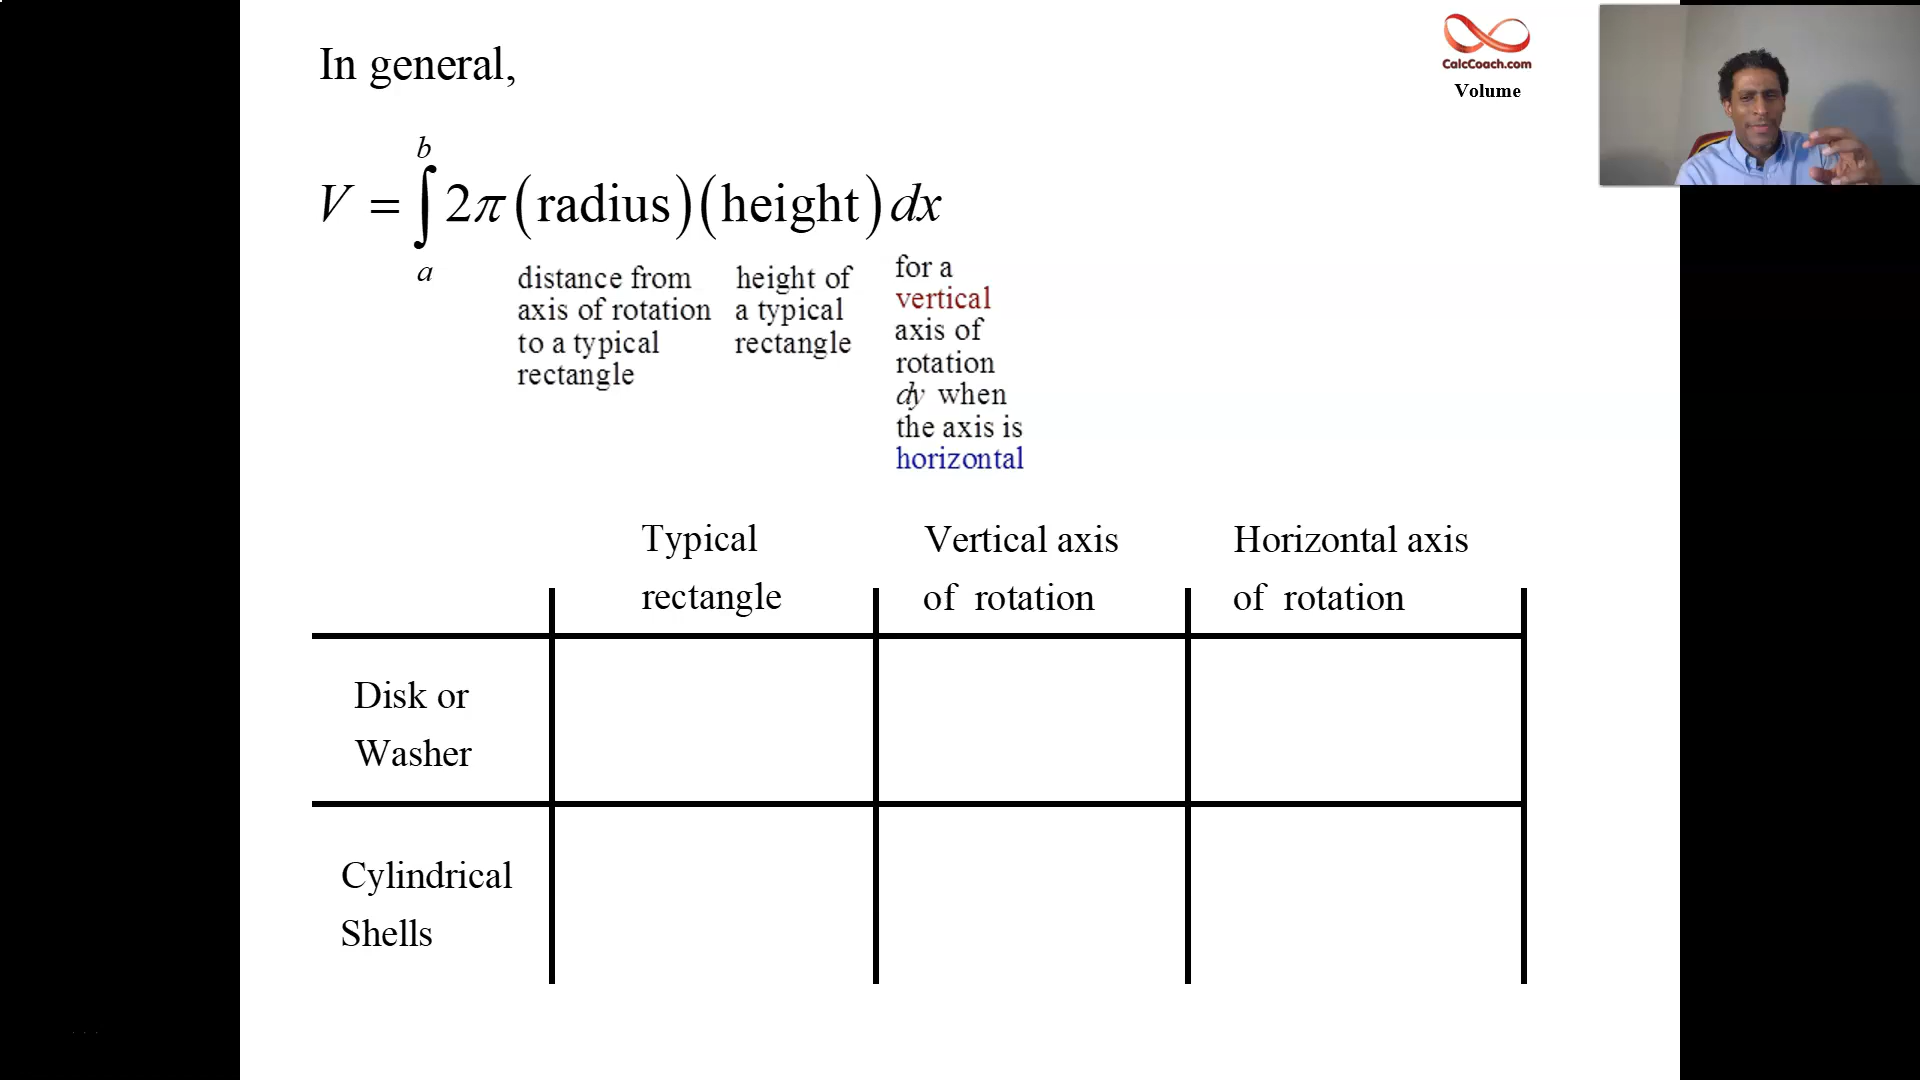 In general,
CalcCoach.com
Volume
b
V = ∫ 2π (radius)(height) dx
a
distance from
axis of rotation
to a typical
rectangle
height of
a typical
rectangle
for a
vertical
axis of
rotation
dy when
the axis is
horizontal
Typical
rectangle
Vertical axis
of rotation
Horizontal axis
of rotation
Disk or
Washer
Cylindrical
Shells